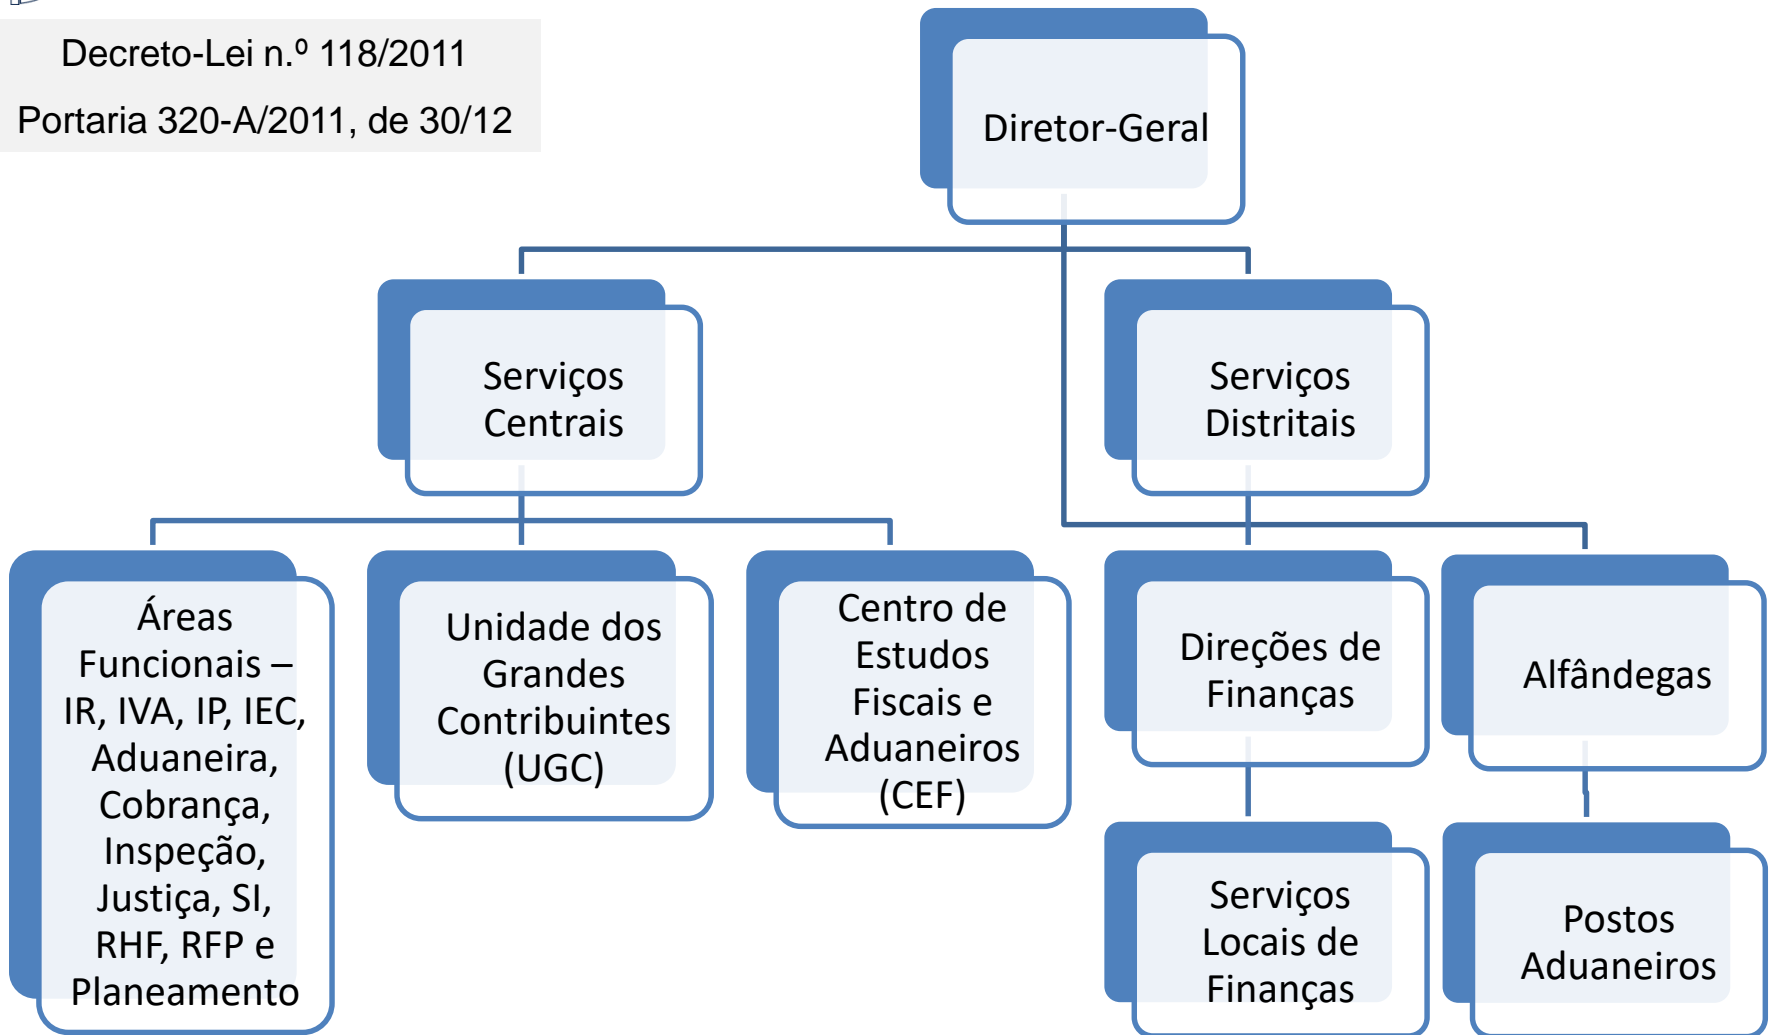 Decreto-Lei n.º 118/2011
Portaria 320-A/2011, de 30/12
Diretor-Geral
Serviços
Centrais
Serviços
Distritais
Áreas
Funcionais –
IR, IVA, IP, IEC,
Aduaneira,
Cobrança,
Inspeção,
Justiça, SI,
RHF, RFP e
Planeamento
Unidade dos
Grandes
Contribuintes
(UGC)
Centro de
Estudos
Fiscais e
Aduaneiros
(CEF)
Direções de
Finanças
Alfândegas
Serviços
Locais de
Finanças
Postos
Aduaneiros